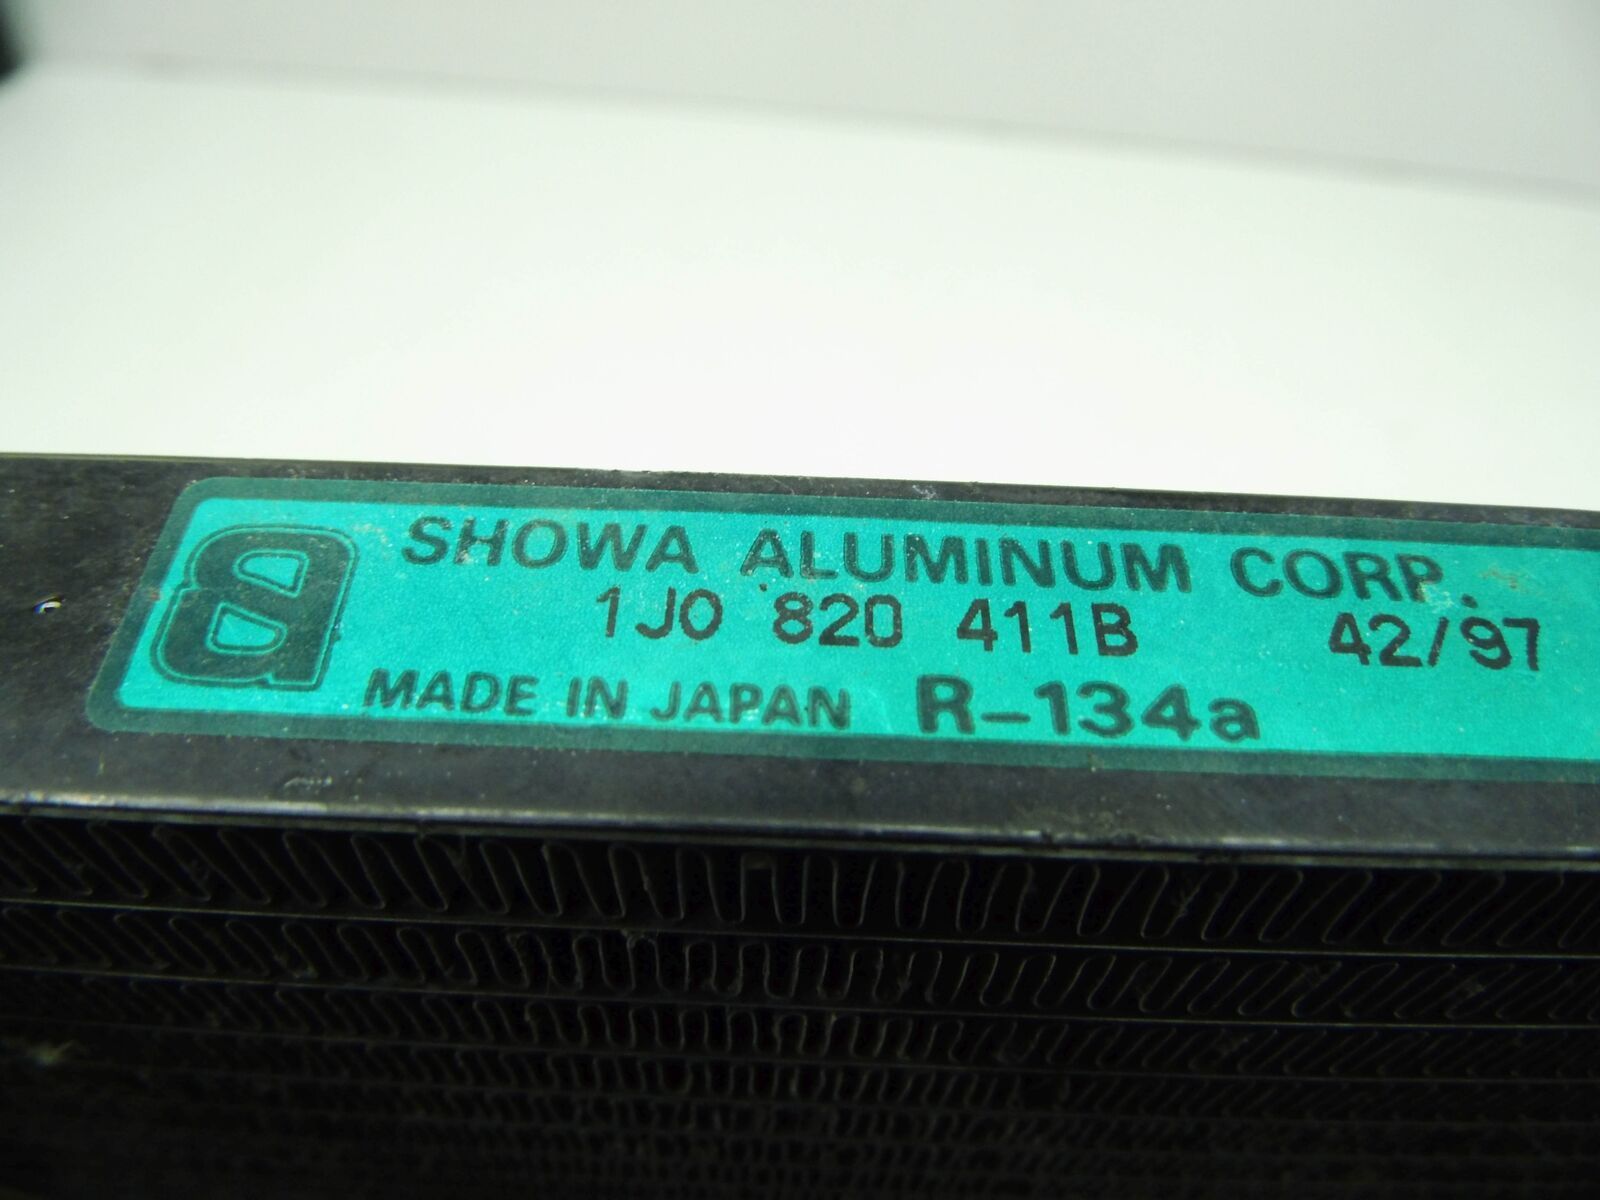 SHOWA ALUMINUM CORP.
1J0 820 411B 42/97
MADE IN JAPAN R-134a